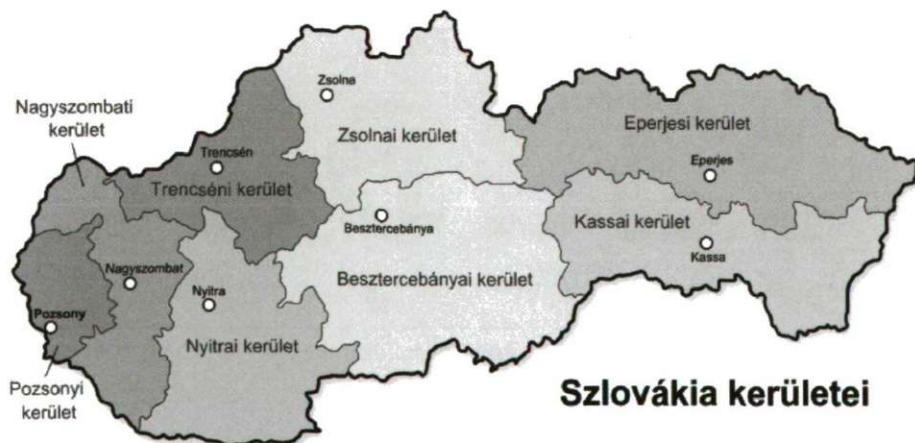 Zsolna
Nagyszombati
kerület
Zsolnai kerület
Eperjesi kerület
Trencsén
Trencséni kerület
Eperjes
Kassai kerület
Besztercebánya
Kassa
Nagyszombat
Besztercebányai kerület
Nyitra
Pozsony
Nyitrai kerület
Pozsonyi
kerület
Szlovákia kerületei